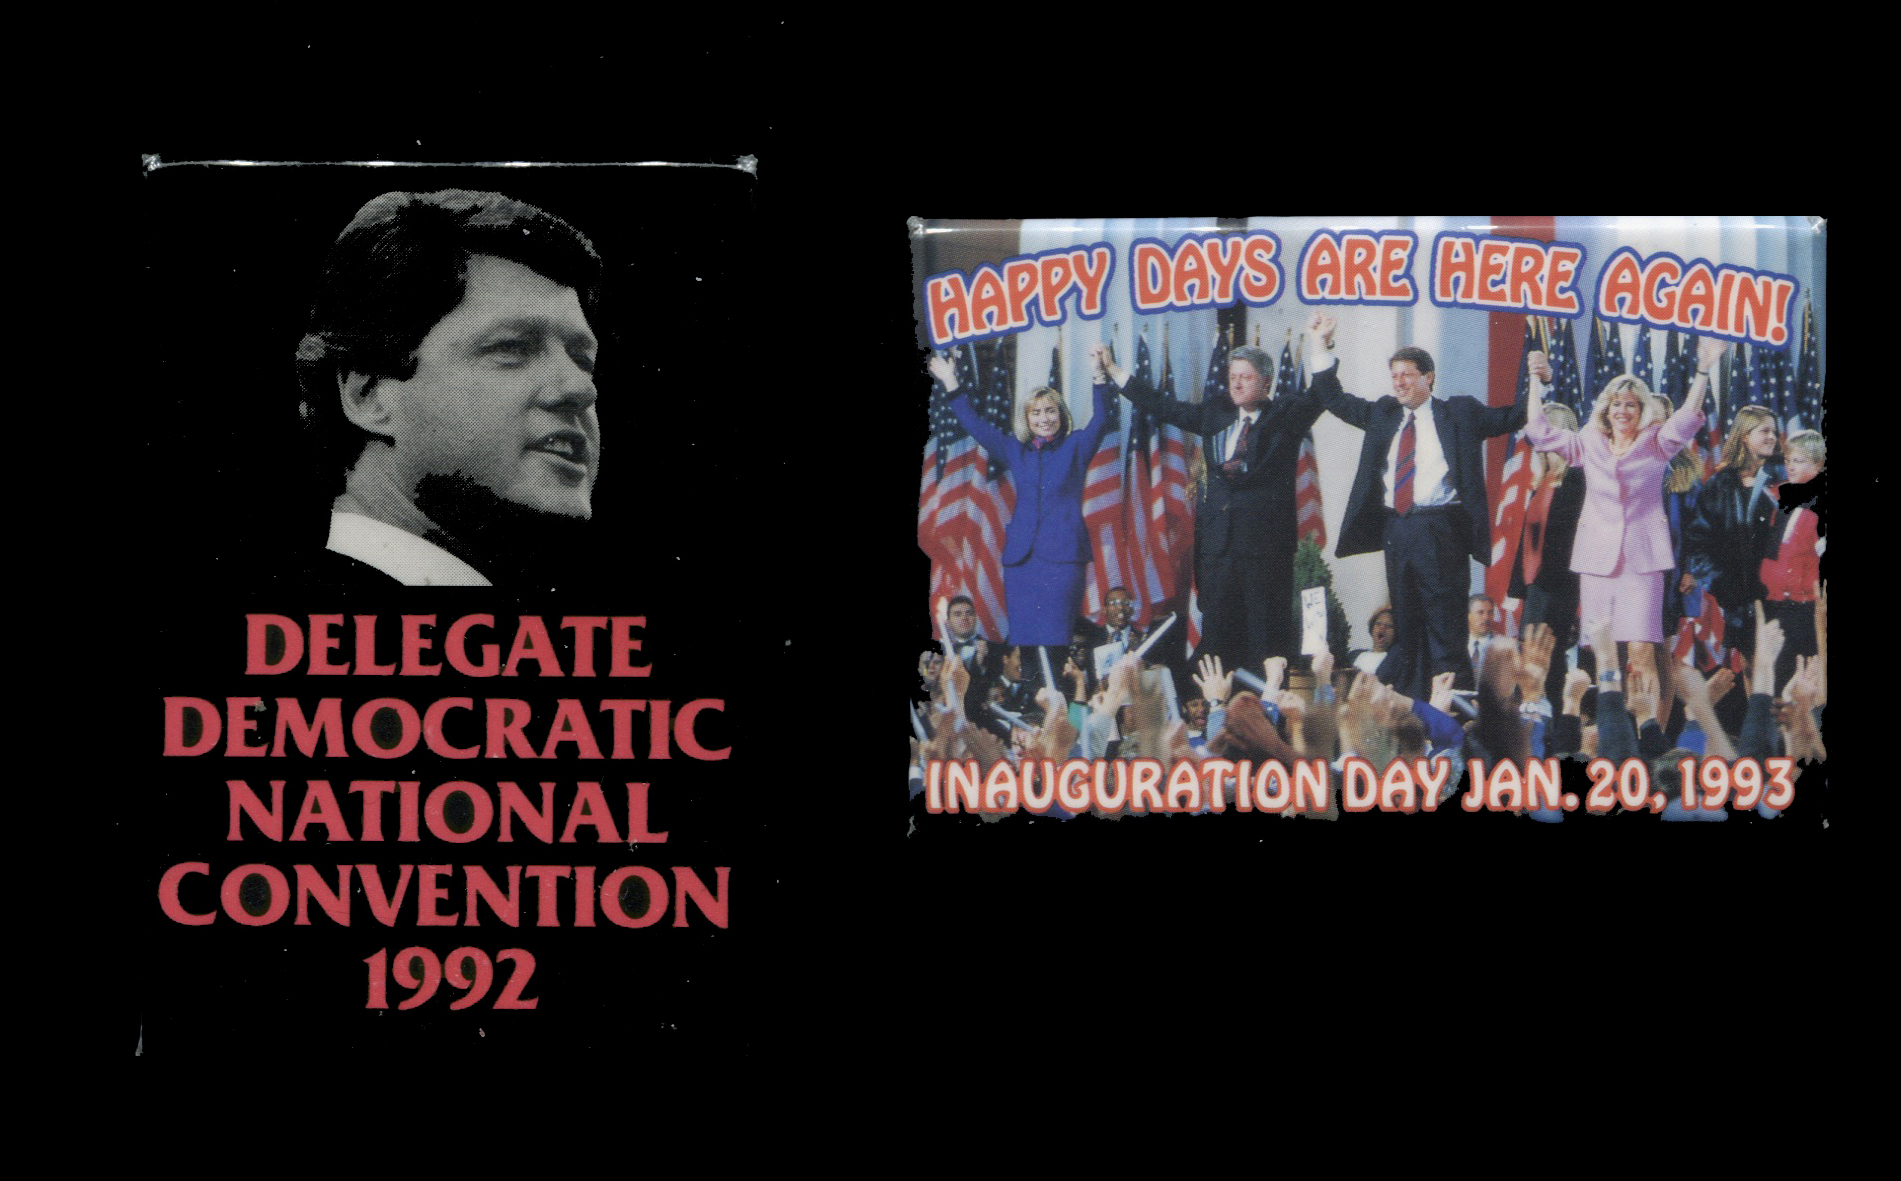 DELEGATE
DEMOCRATIC
NATIONAL
CONVENTION
1992
HAPPY DAYS ARE HERE AGAIN!
INAUGURATION DAY JAN. 20, 1993